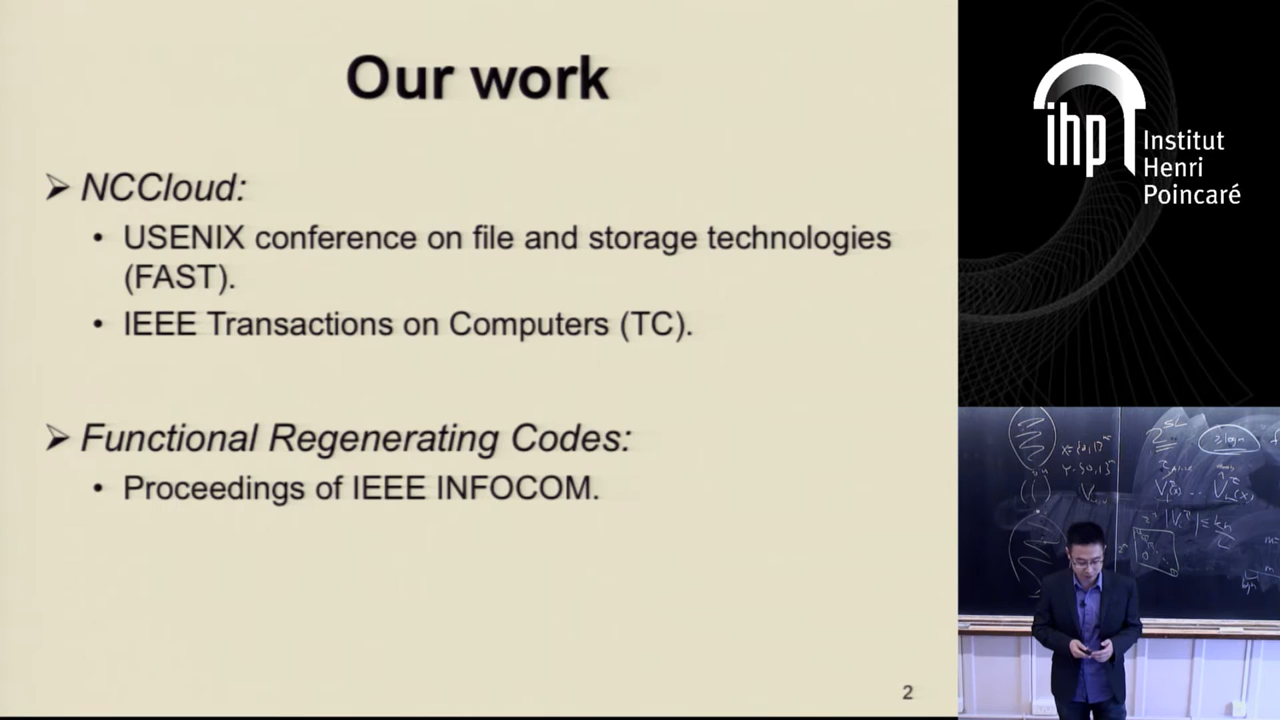 Our work
➢ NCCloud:
• USENIX conference on file and storage technologies
(FAST).
• IEEE Transactions on Computers (TC).
➢ Functional Regenerating Codes:
• Proceedings of IEEE INFOCOM.
2
ihp
Institut
Henri
Poincaré